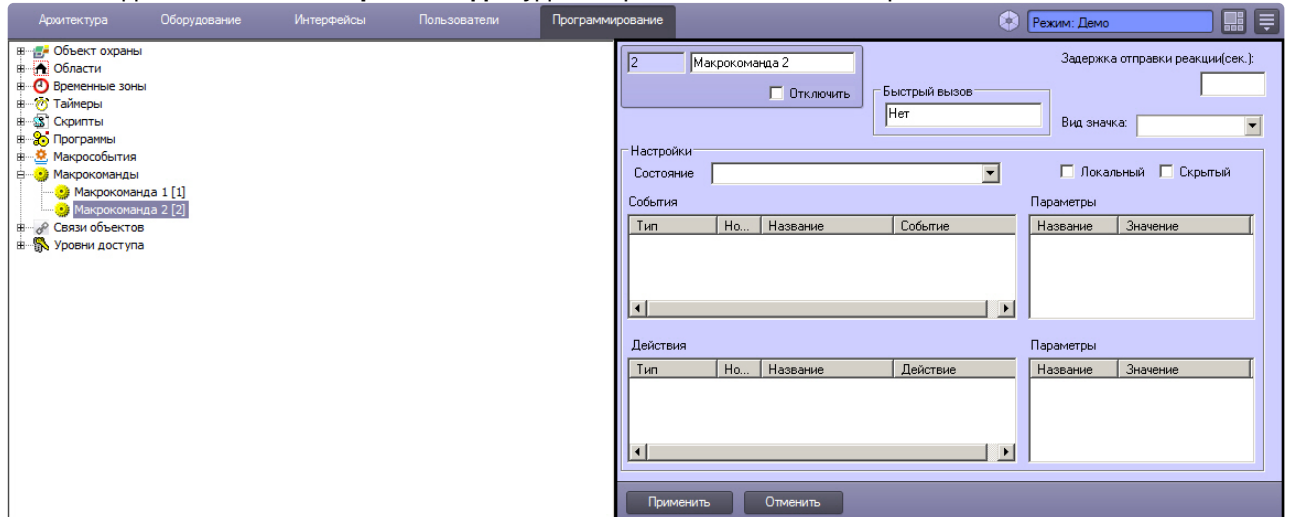 Архитектура Оборудование Интерфейсы Пользователи Программирование Режим: Демо
Объект охраны
Области
Временные зоны
Таймеры
Скрипты
Программы
Макрособытия
Макрокоманды
Макрокоманда 1 [1]
Макрокоманда 2 [2]
Связи объектов
Уровни доступа
2 Макрокоманда 2
Отключить
Быстрый вызов
Нет
Задержка отправки реакции(сек.):
Вид значка:
Настройки
Состояние
Локальный Скрытый
События
Тип Но... Название Событие
Параметры
Название Значение
Действия
Тип Но... Название Действие
Параметры
Название Значение
Применить Отменить